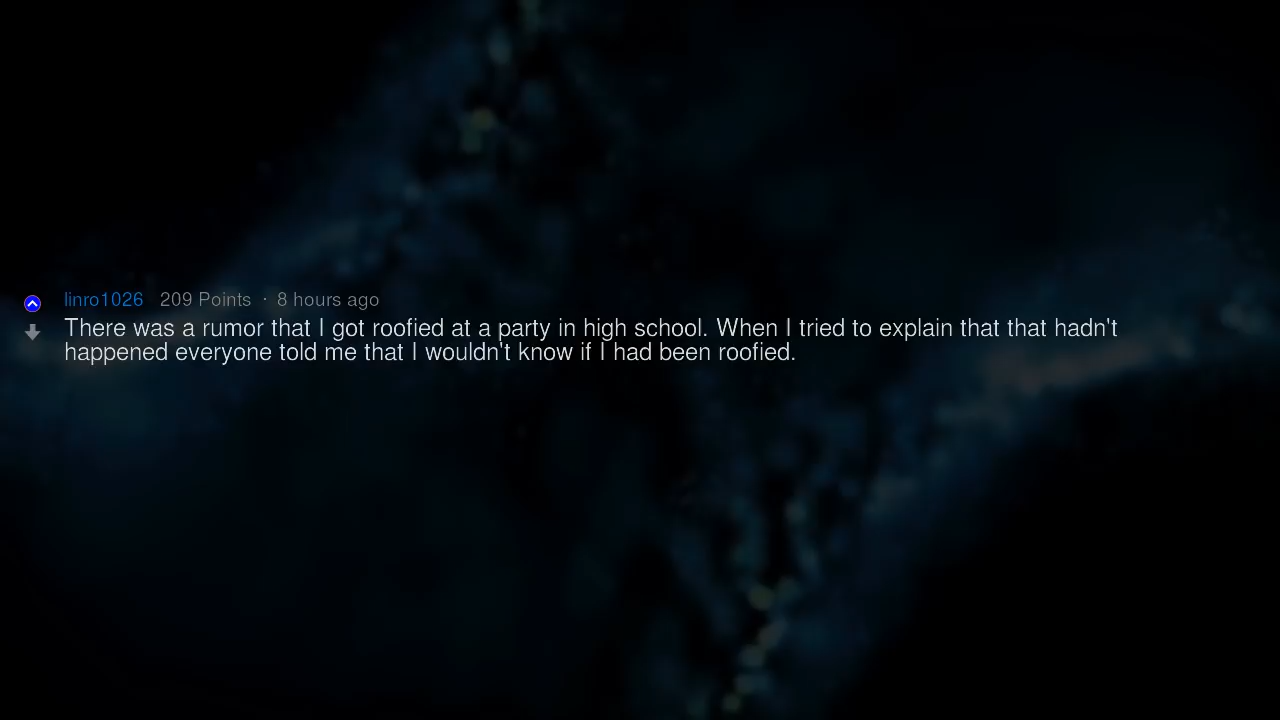 linro1026 209 Points · 8 hours ago
There was a rumor that I got roofied at a party in high school. When I tried to explain that that hadn't
happened everyone told me that I wouldn't know if I had been roofied.